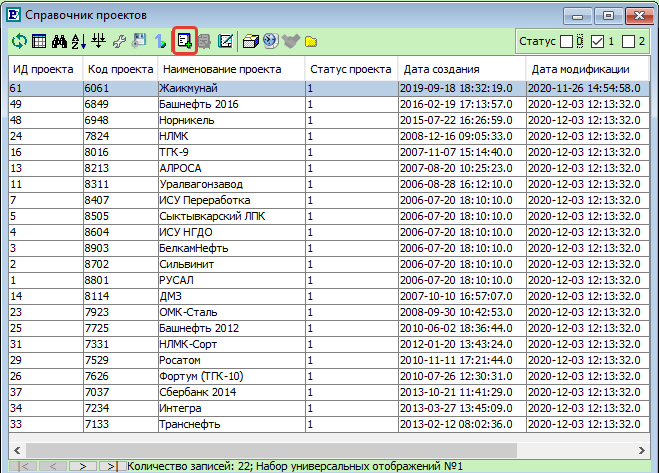 Справочник проектов
Статус 0 1 2
ИД проекта Код проекта Наименование проекта Статус проекта Дата создания Дата модификации
61 6061 Жаикмунай 1 2019-09-18 18:32:19.0 2020-11-26 14:54:58.0
49 6849 Башнефть 2016 1 2016-02-19 17:13:57.0 2020-12-03 12:13:32.0
48 6948 Норникель 1 2015-07-22 16:26:59.0 2020-12-03 12:13:32.0
24 7824 НЛМК 1 2008-12-16 09:05:33.0 2020-12-03 12:13:32.0
16 8016 ТГК-9 1 2007-11-07 15:14:40.0 2020-12-03 12:13:32.0
13 8213 АЛРОСА 1 2007-08-20 10:25:23.0 2020-12-03 12:13:32.0
11 8311 Уралвагонзавод 1 2006-08-28 16:12:10.0 2020-12-03 12:13:32.0
7 8407 ИСУ Переработка 1 2006-07-20 18:10:10.0 2020-12-03 12:13:32.0
5 8505 Сыктывкарский ЛПК 1 2006-07-20 18:10:10.0 2020-12-03 12:13:32.0
4 8604 ИСУ НГДО 1 2006-07-20 18:10:10.0 2020-12-03 12:13:32.0
3 8903 БелкамНефть 1 2006-07-20 18:10:10.0 2020-12-03 12:13:32.0
2 8702 Сильвинит 1 2006-07-20 18:10:10.0 2020-12-03 12:13:32.0
1 8801 РУСАЛ 1 2006-07-20 18:10:10.0 2020-12-03 12:13:32.0
14 8114 ДМЗ 1 2007-10-10 16:57:07.0 2020-12-03 12:13:32.0
23 7923 ОМК-Сталь 1 2008-09-30 10:42:53.0 2020-12-03 12:13:32.0
25 7725 Башнефть 2012 1 2010-06-02 18:36:44.0 2020-12-03 12:13:32.0
31 7331 НЛМК-Сорт 1 2012-01-20 13:43:24.0 2020-12-03 12:13:32.0
29 7529 Росатом 1 2010-11-11 17:21:44.0 2020-12-03 12:13:32.0
26 7626 Фортум (ТГК-10) 1 2010-07-26 12:30:31.0 2020-12-03 12:13:32.0
37 7037 Сбербанк 2014 1 2013-10-21 11:41:29.0 2020-12-03 12:13:32.0
34 7234 Интегра 1 2013-03-27 13:45:09.0 2020-12-03 12:13:32.0
33 7133 Транснефть 1 2013-02-12 08:02:36.0 2020-12-03 12:13:32.0
|< < > >| Количество записей: 22; Набор универсальных отображений №1